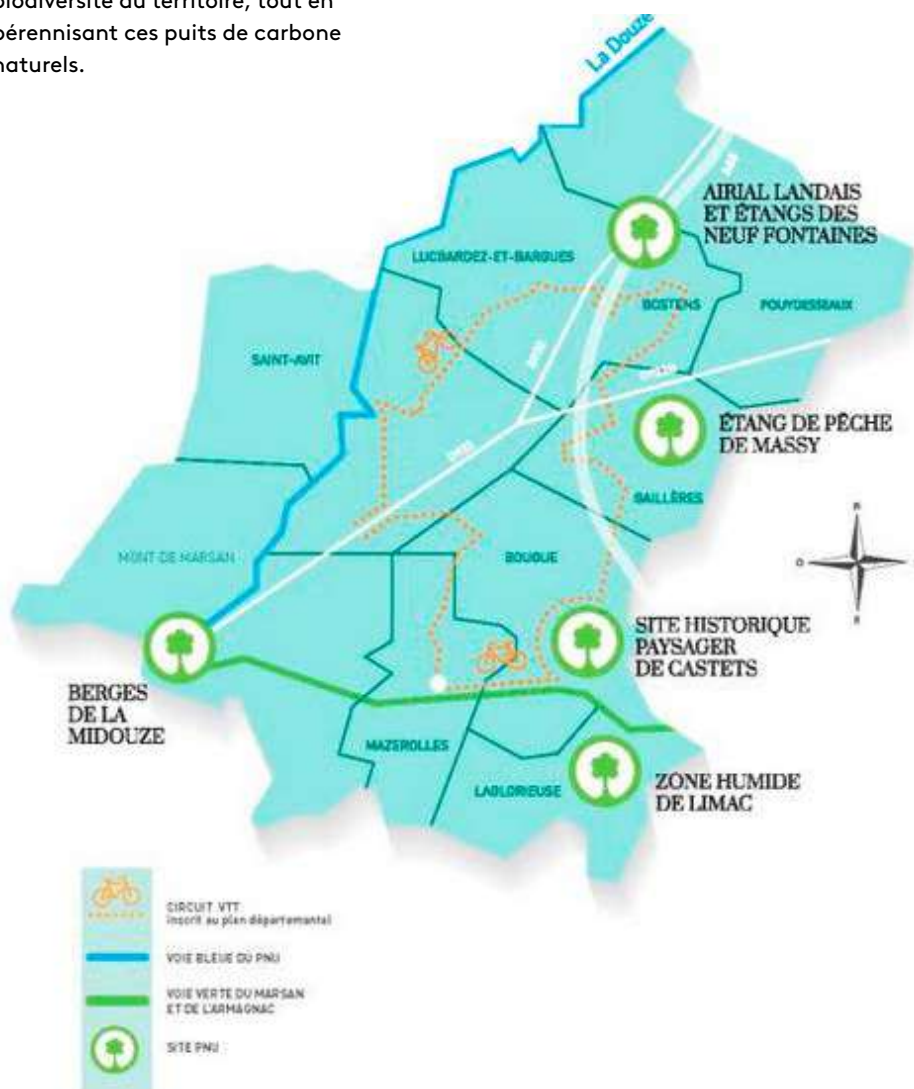 biodiversité du territoire, tout en
pérennisant ces puits de carbone
naturels.
La Douze
A65
AIRIAL LANDAIS
ET ÉTANGS DES
NEUF FONTAINES
LUCBARDEZ-ET-BARGUES
BOSTENS
POUYDESSEAUX
SAINT-AVIT
ÉTANG DE PÊCHE
DE MASSY
GAILLÈRES
MONT DE MARSAN
BOUGUE
N
O
E
S
SITE HISTORIQUE
PAYSAGER
DE CASTETS
BERGES
DE LA
MIDOUZE
MAZEROLLES
LAGLORIEUSE
ZONE HUMIDE
DE LIMAC
CIRCUIT VTT
inscrit au plan départemental
VOIE BLEUE DU PNU
VOIE VERTE DU MARSAN
ET DE L'ARMAGNAC
SITE PNU